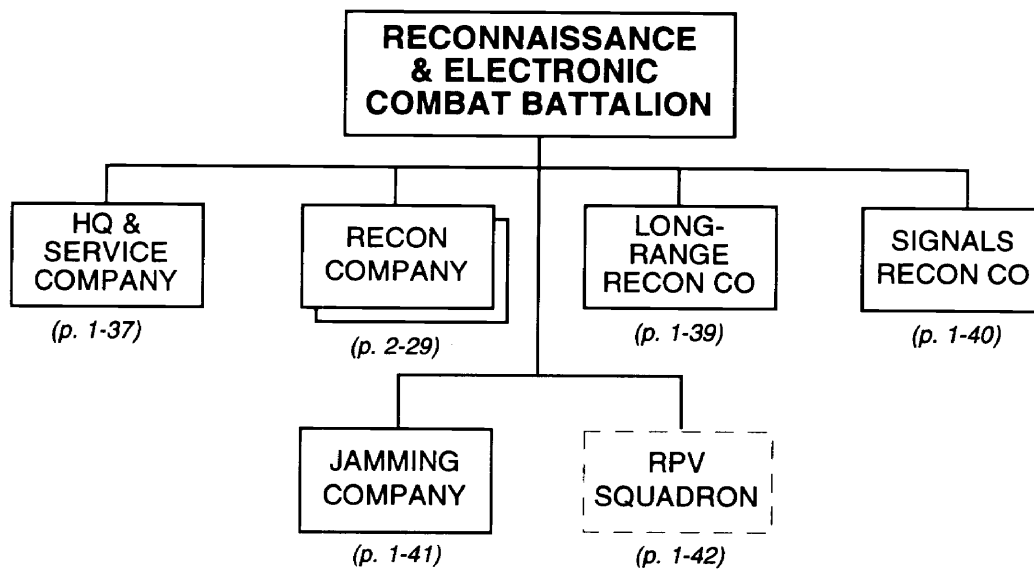 RECONNAISSANCE
& ELECTRONIC
COMBAT BATTALION
HQ &
SERVICE
COMPANY
(p. 1-37)
RECON
COMPANY
(p. 2-29)
LONG-
RANGE
RECON CO
(p. 1-39)
SIGNALS
RECON CO
(p. 1-40)
JAMMING
COMPANY
(p. 1-41)
RPV
SQUADRON
(p. 1-42)